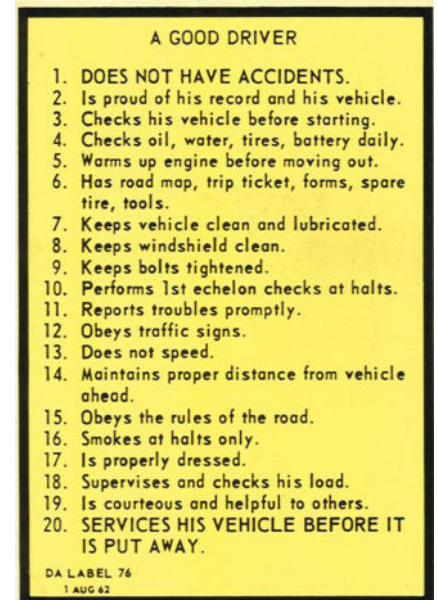 A GOOD DRIVER
1. DOES NOT HAVE ACCIDENTS.
2. Is proud of his record and his vehicle.
3. Checks his vehicle before starting.
4. Checks oil, water, tires, battery daily.
5. Warms up engine before moving out.
6. Has road map, trip ticket, forms, spare
tire, tools.
7. Keeps vehicle clean and lubricated.
8. Keeps windshield clean.
9. Keeps bolts tightened.
10. Performs 1st echelon checks at halts.
11. Reports troubles promptly.
12. Obeys traffic signs.
13. Does not speed.
14. Maintains proper distance from vehicle
ahead.
15. Obeys the rules of the road.
16. Smokes at halts only.
17. Is properly dressed.
18. Supervises and checks his load.
19. Is courteous and helpful to others.
20. SERVICES HIS VEHICLE BEFORE IT
IS PUT AWAY.
DA LABEL 76
1 AUG 62